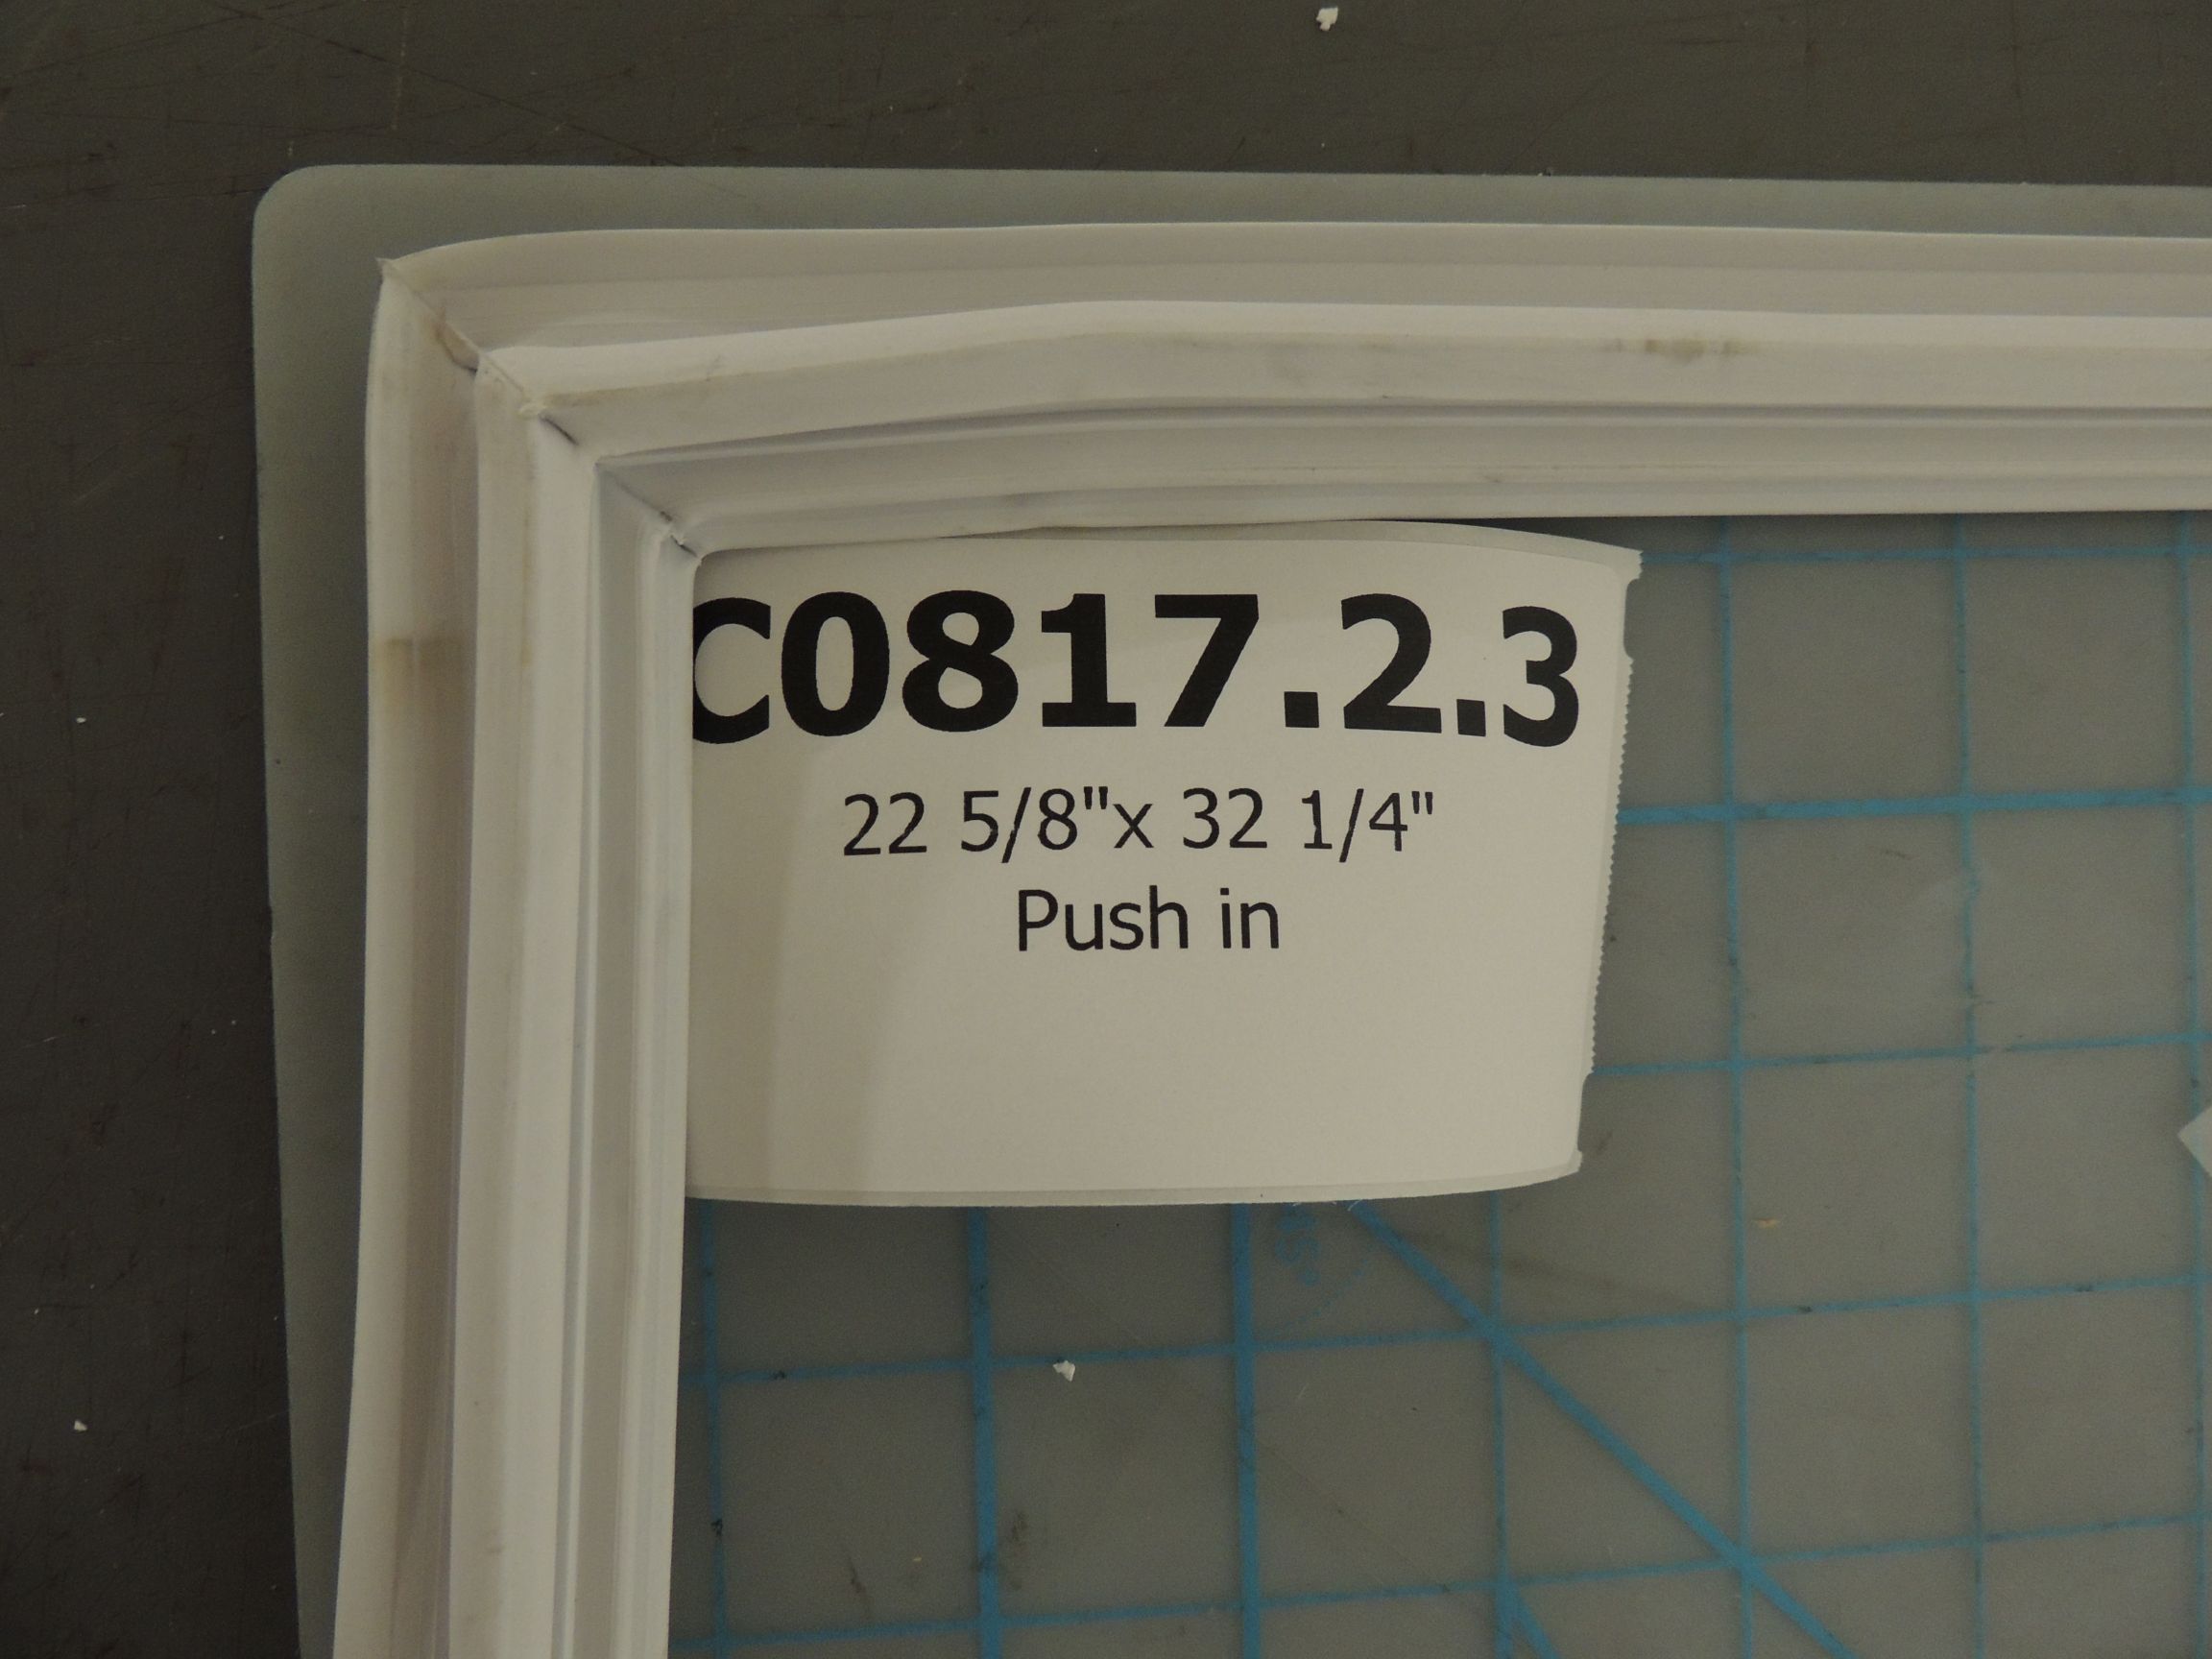 C0817.2.3
22 5/8"x 32 1/4"
Push in